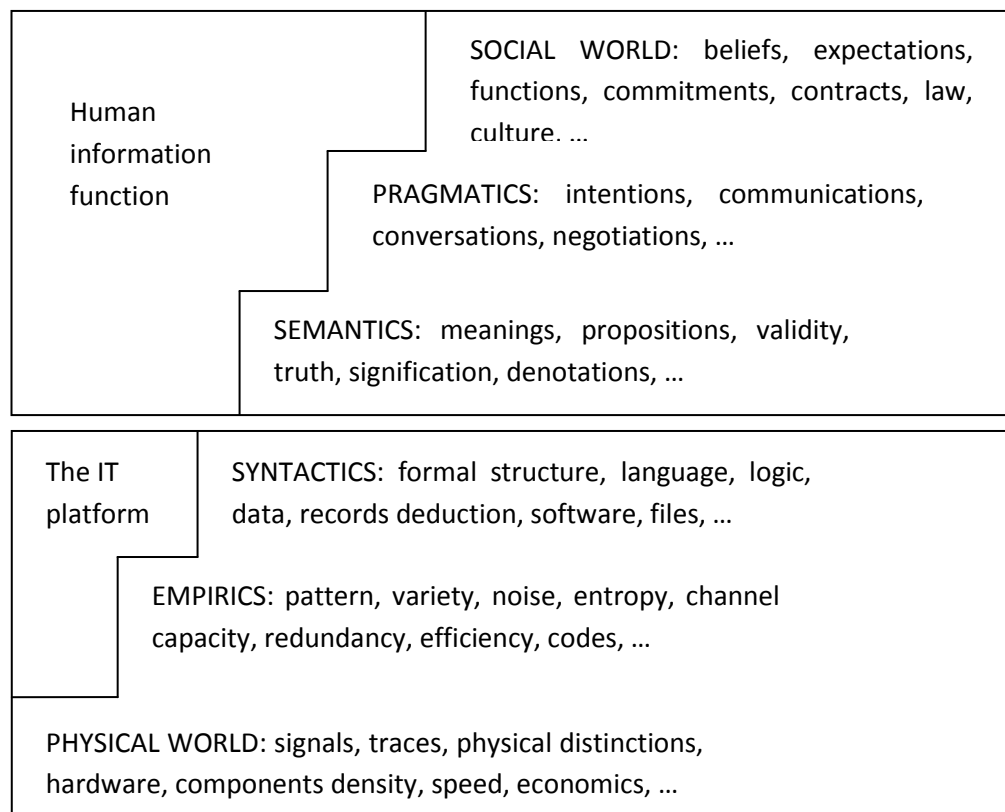 SOCIAL WORLD: beliefs, expectations,
functions, commitments, contracts, law,
culture, ...
Human
information
function
PRAGMATICS: intentions, communications,
conversations, negotiations, ...
SEMANTICS: meanings, propositions, validity,
truth, signification, denotations, ...
The IT
platform
SYNTACTICS: formal structure, language, logic,
data, records deduction, software, files, ...
EMPIRICS: pattern, variety, noise, entropy, channel
capacity, redundancy, efficiency, codes, ...
PHYSICAL WORLD: signals, traces, physical distinctions,
hardware, components density, speed, economics, ...